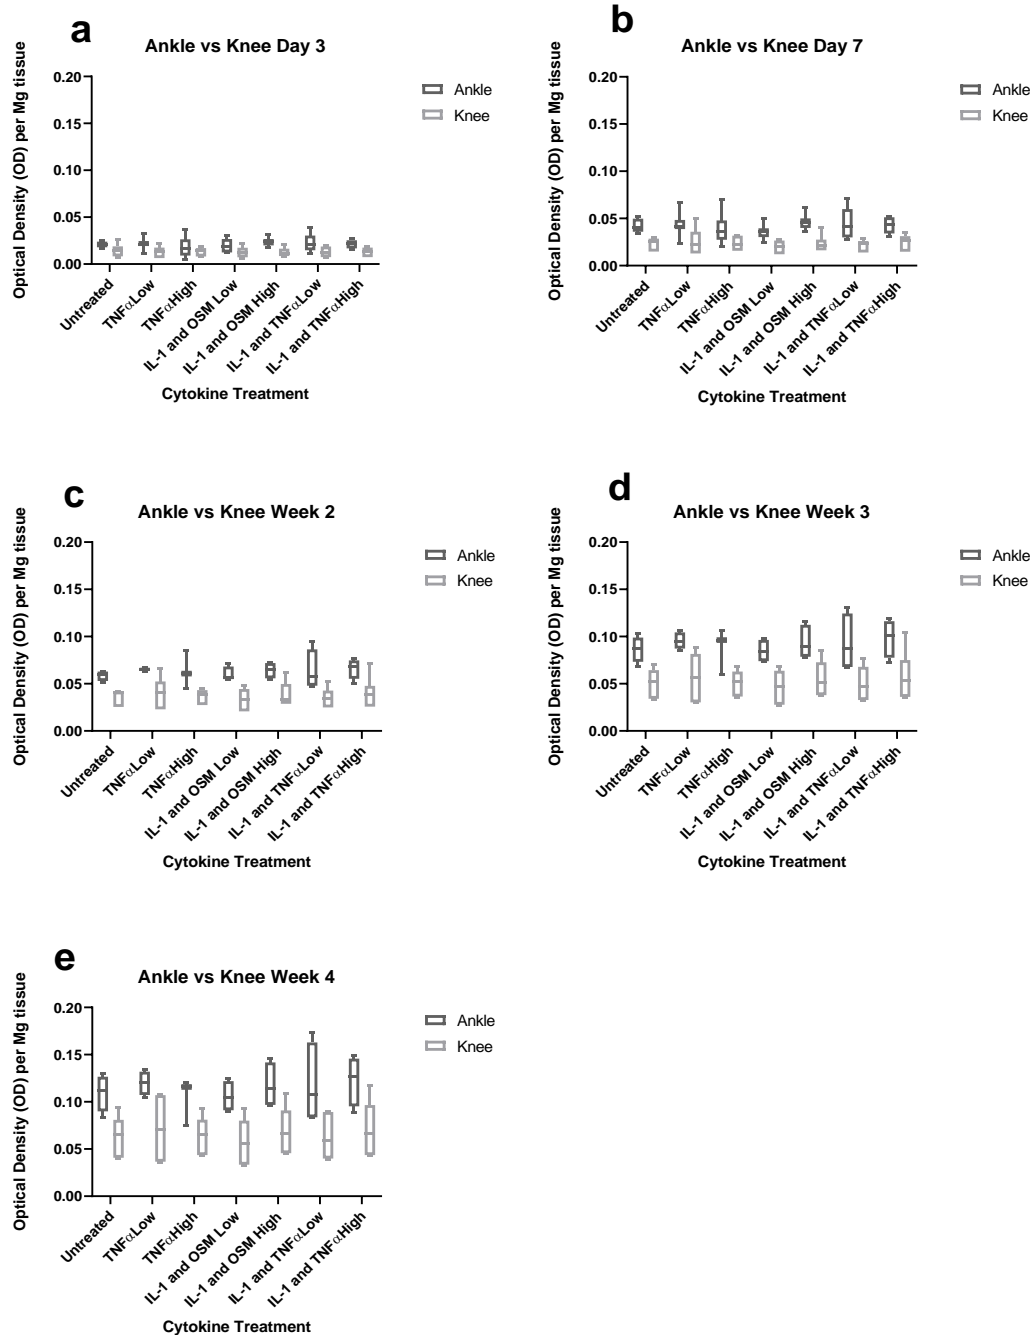 a
Ankle vs Knee Day 3
Optical Density (OD) per Mg tissue
0.20
0.15
0.10
0.05
0.00
Ankle
Knee
Untreated
TNFαLow
TNFαHigh
IL-1 and OSM Low
IL-1 and OSM High
IL-1 and TNFαLow
IL-1 and TNFαHigh
Cytokine Treatment
b
Ankle vs Knee Day 7
Optical Density (OD) per Mg tissue
0.20
0.15
0.10
0.05
0.00
Ankle
Knee
Untreated
TNFαLow
TNFαHigh
IL-1 and OSM Low
IL-1 and OSM High
IL-1 and TNFαLow
IL-1 and TNFαHigh
Cytokine Treatment
c
Ankle vs Knee Week 2
Optical Density (OD) per Mg tissue
0.20
0.15
0.10
0.05
0.00
Ankle
Knee
Untreated
TNFαLow
TNFαHigh
IL-1 and OSM Low
IL-1 and OSM High
IL-1 and TNFαLow
IL-1 and TNFαHigh
Cytokine Treatment
d
Ankle vs Knee Week 3
Optical Density (OD) per Mg tissue
0.20
0.15
0.10
0.05
0.00
Ankle
Knee
Untreated
TNFαLow
TNFαHigh
IL-1 and OSM Low
IL-1 and OSM High
IL-1 and TNFαLow
IL-1 and TNFαHigh
Cytokine Treatment
e
Ankle vs Knee Week 4
Optical Density (OD) per Mg tissue
0.20
0.15
0.10
0.05
0.00
Ankle
Knee
Untreated
TNFαLow
TNFαHigh
IL-1 and OSM Low
IL-1 and OSM High
IL-1 and TNFαLow
IL-1 and TNFαHigh
Cytokine Treatment